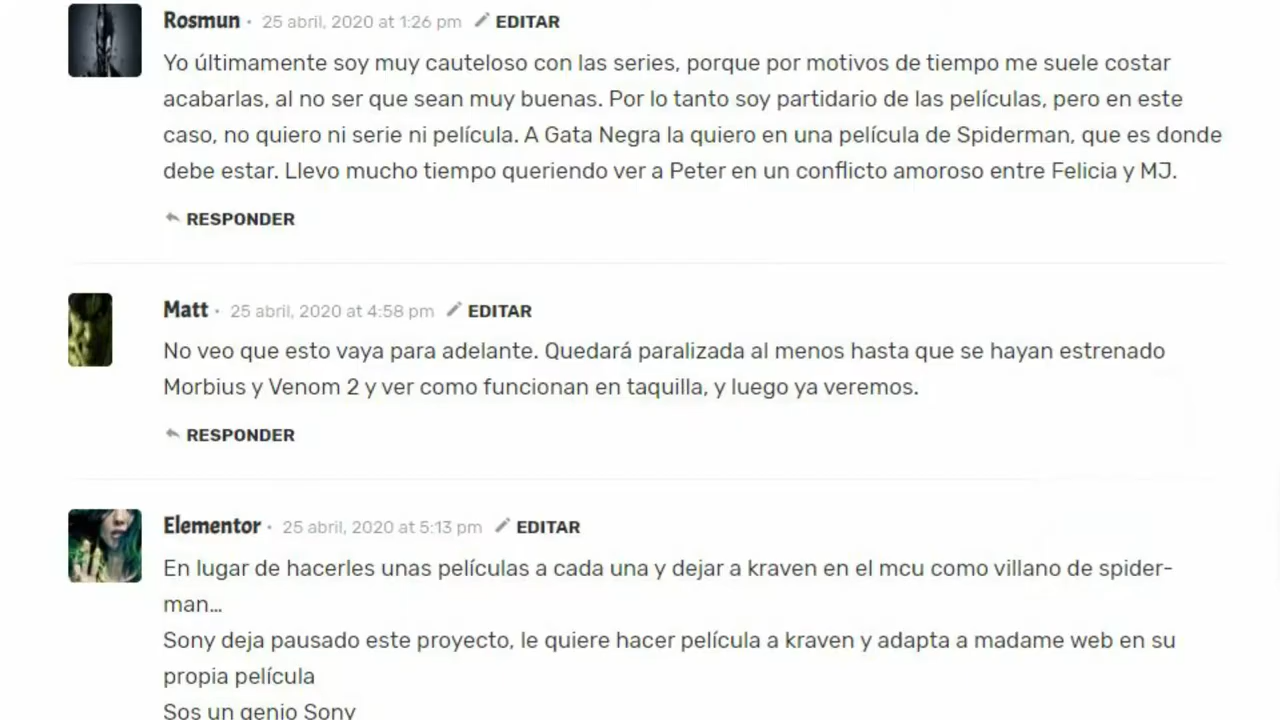 Rosmun · 25 abril, 2020 at 1:26 pm EDITAR
Yo últimamente soy muy cauteloso con las series, porque por motivos de tiempo me suele costar
acabarlas, al no ser que sean muy buenas. Por lo tanto soy partidario de las películas, pero en este
caso, no quiero ni serie ni película. A Gata Negra la quiero en una película de Spiderman, que es donde
debe estar. Llevo mucho tiempo queriendo ver a Peter en un conflicto amoroso entre Felicia y MJ.
RESPONDER
Matt · 25 abril, 2020 at 4:58 pm EDITAR
No veo que esto vaya para adelante. Quedará paralizada al menos hasta que se hayan estrenado
Morbius y Venom 2 y ver como funcionan en taquilla, y luego ya veremos.
RESPONDER
Elementor · 25 abril, 2020 at 5:13 pm EDITAR
En lugar de hacerles unas películas a cada una y dejar a kraven en el mcu como villano de spider-
man…
Sony deja pausado este proyecto, le quiere hacer película a kraven y adapta a madame web en su
propia película
Sos un genio Sony